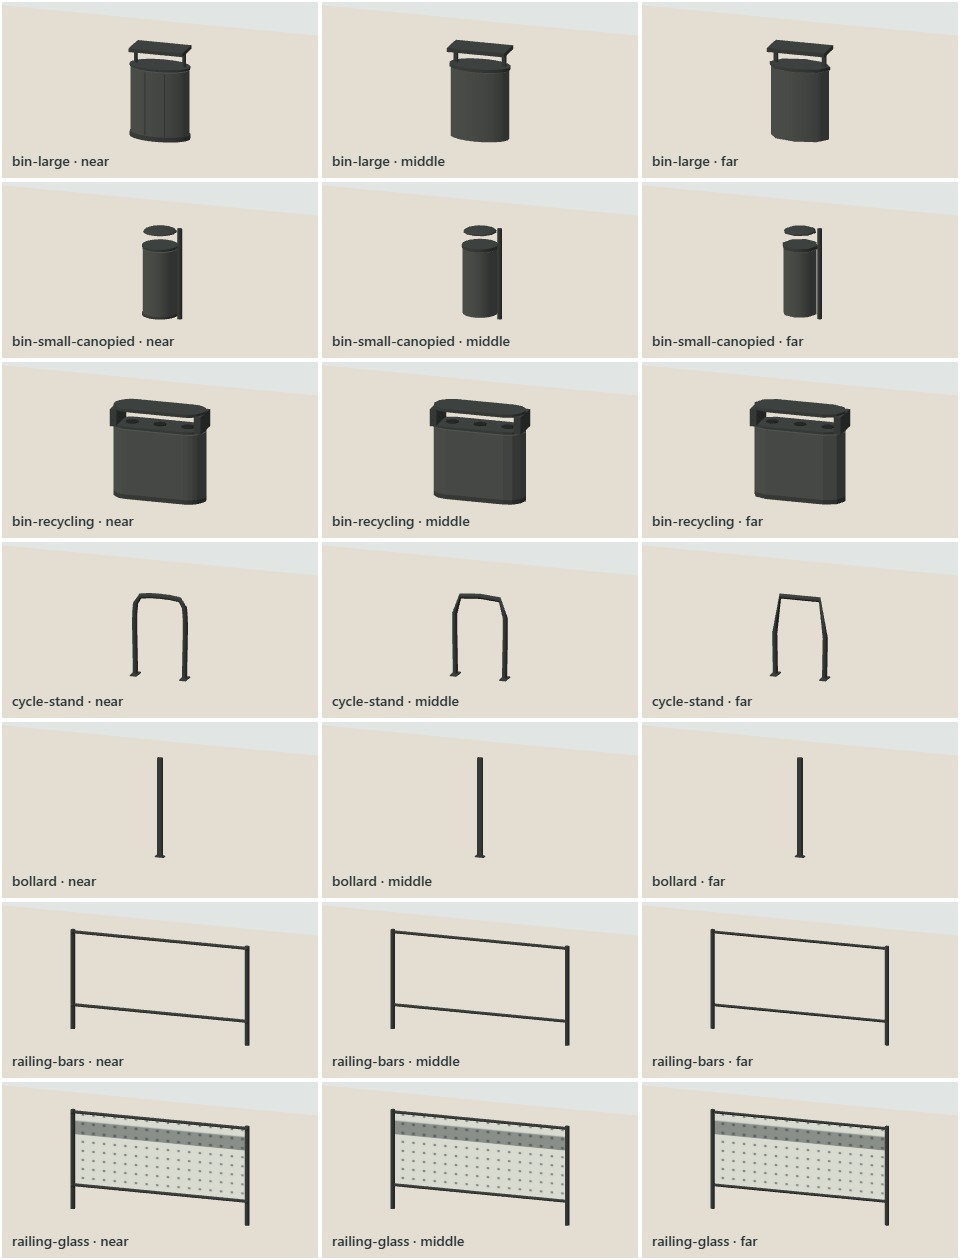 bin-large · near
bin-large · middle
bin-large · far
bin-small-canopied · near
bin-small-canopied · middle
bin-small-canopied · far
bin-recycling · near
bin-recycling · middle
bin-recycling · far
cycle-stand · near
cycle-stand · middle
cycle-stand · far
bollard · near
bollard · middle
bollard · far
railing-bars · near
railing-bars · middle
railing-bars · far
railing-glass · near
railing-glass · middle
railing-glass · far